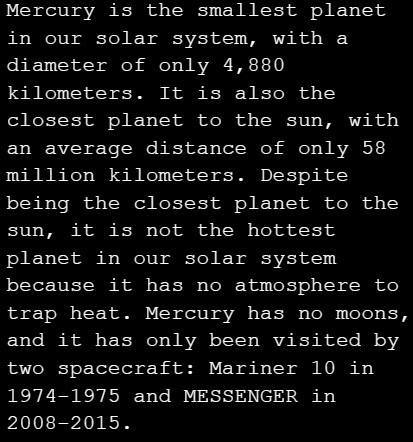 Mercury is the smallest planet
in our solar system, with a
diameter of only 4,880
kilometers. It is also the
closest planet to the sun, with
an average distance of only 58
million kilometers. Despite
being the closest planet to the
sun, it is not the hottest
planet in our solar system
because it has no atmosphere to
trap heat. Mercury has no moons,
and it has only been visited by
two spacecraft: Mariner 10 in
1974-1975 and MESSENGER in
2008-2015.